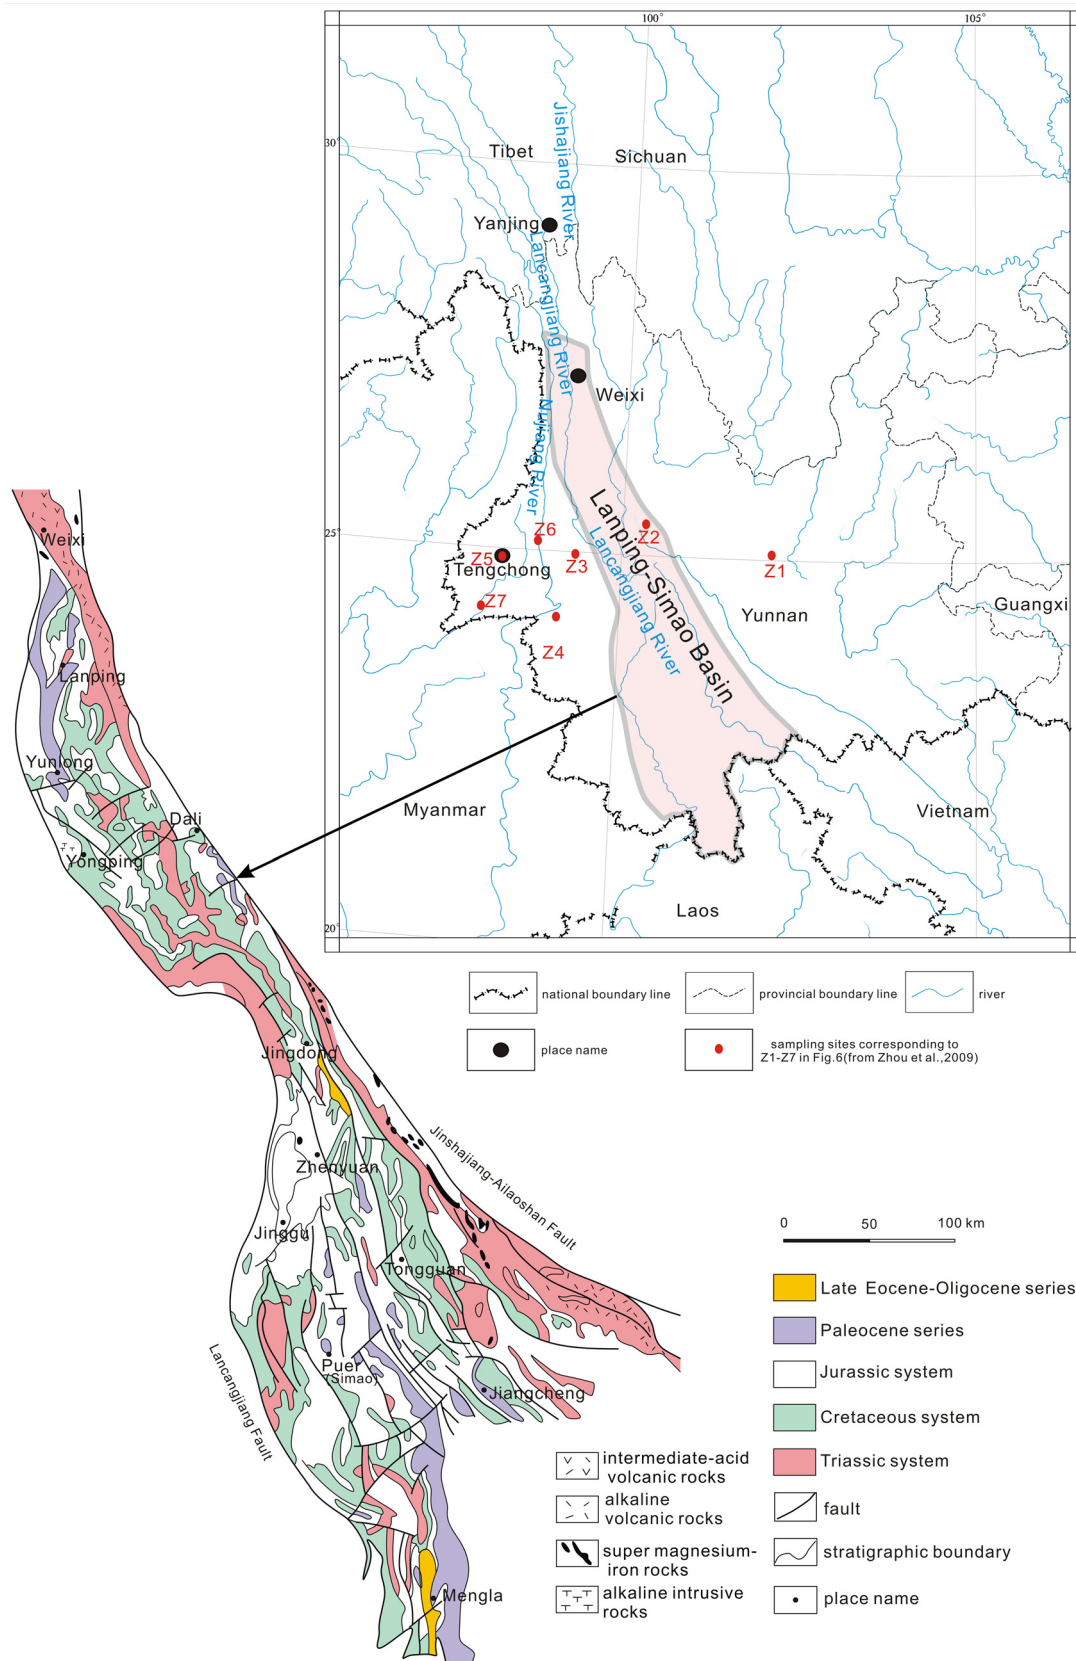 100°
105°
30°
Tibet
Sichuan
Jishajiang River
Yanjing
Lancangjiang River
Weixi
Nujiang River
25°
Z6
Z2
Z5
Z3
Z1
Tengchong
Lanping-Simao Basin
Lancangjiang River
Z7
Z4
Yunnan
Guangxi
Myanmar
Vietnam
Laos
20°
national boundary line
provincial boundary line
river
place name
sampling sites corresponding to
Z1-Z7 in Fig.6(from Zhou et al.,2009)
Weixi
Lanping
Yunlong
Dali
Yongping
Jingdong
Zhenyuan
Jinggu
Tongguan
Jinshajiang-Ailaoshan Fault
Puer
(Simao)
Jiangcheng
Lancangjiang Fault
Mengla
0 50 100 km
Late Eocene-Oligocene series
Paleocene series
Jurassic system
Cretaceous system
Triassic system
fault
stratigraphic boundary
place name
intermediate-acid
volcanic rocks
alkaline
volcanic rocks
super magnesium-
iron rocks
alkaline intrusive
rocks